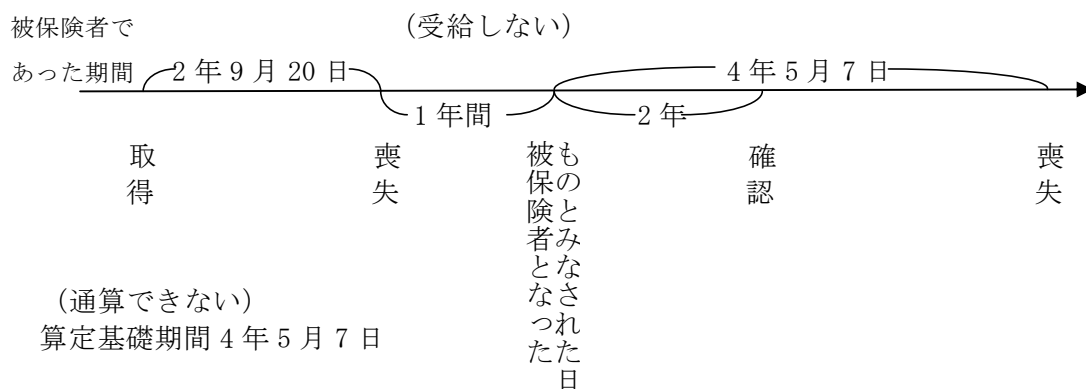 被保険者で
あった期間
(受給しない)
2年9月20日
4年5月7日
1年間
2年
取得
喪失
被保険者となった
ものとみなされた日
確認
喪失
(通算できない)
算定基礎期間4年5月7日